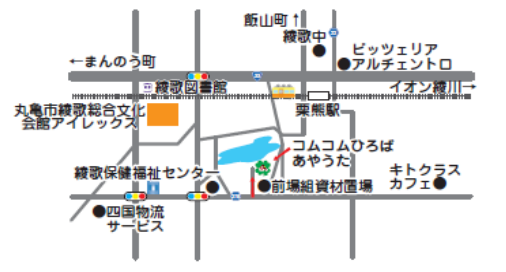 飯山町↑
綾歌中
ピッツェリア
アルチェントロ
←まんのう町
綾歌図書館
イオン綾川→
栗熊駅
丸亀市綾歌総合文化
会館アイレックス
コムコムひろば
あやうた
綾歌保健福祉センター
キトクラス
カフェ
前場組資材置場
四国物流
サービス